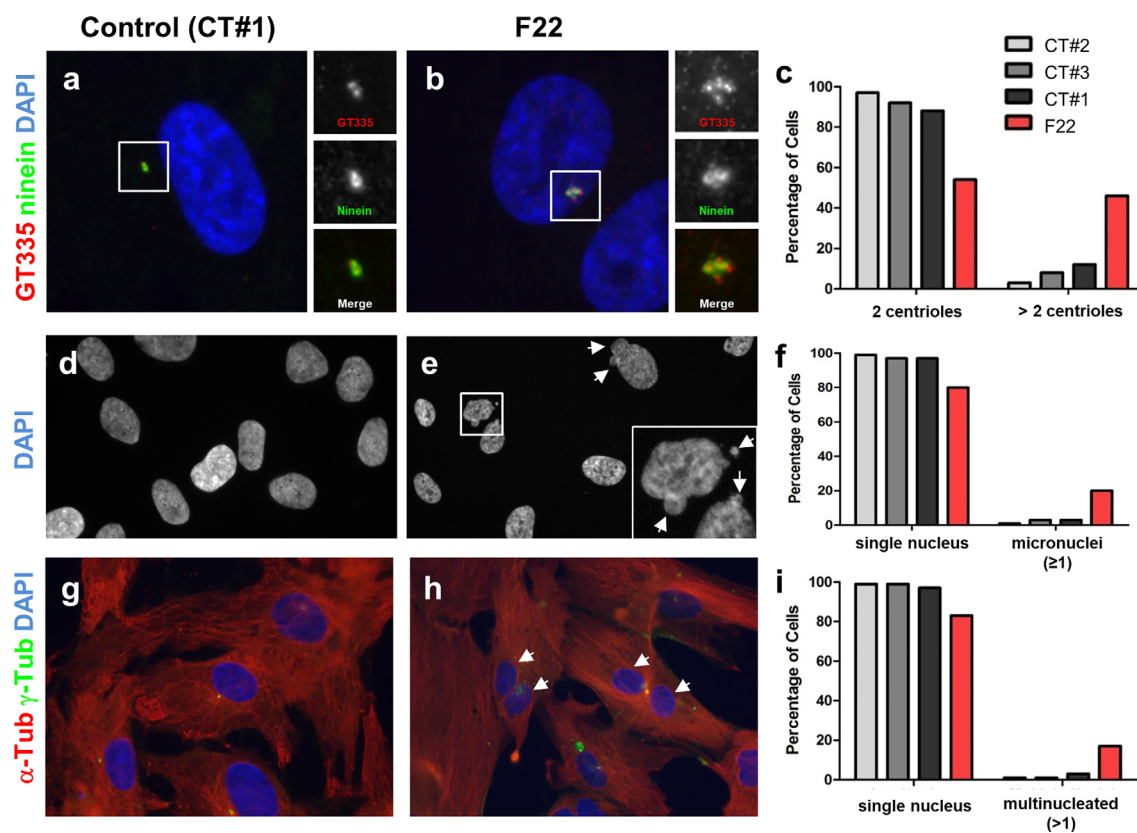 Control (CT#1)
F22
GT335 ninein DAPI
a
GT335
Ninein
Merge
b
GT335
Ninein
Merge
CT#2
CT#3
CT#1
F22
c
Percentage of Cells
100
80
60
40
20
0
2 centrioles
> 2 centrioles
DAPI
d
e
f
Percentage of Cells
100
80
60
40
20
0
single nucleus
micronuclei
(≥1)
α-Tub γ-Tub DAPI
g
h
i
Percentage of Cells
100
80
60
40
20
0
single nucleus
multinucleated
(>1)